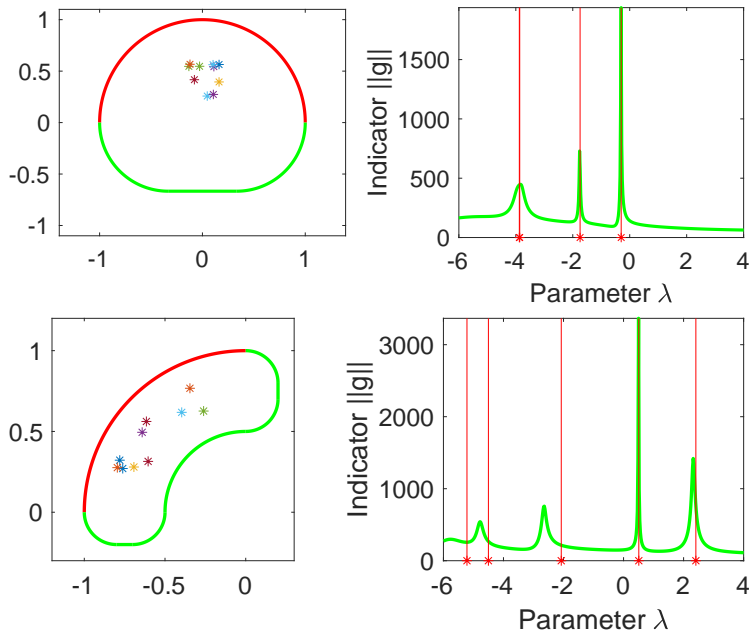 1
0.5
0
-0.5
-1
-1 0 1
Indicator ||g||
1500
1000
500
0
-6 -4 -2 0 2 4
Parameter λ
1
0.5
0
-1 -0.5 0
Indicator ||g||
3000
2000
1000
0
-6 -4 -2 0 2 4
Parameter λ